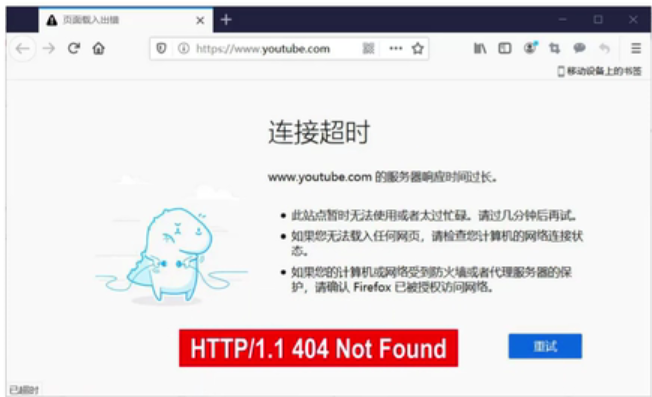 页面载入出错
https://www.youtube.com
移动设备上的书签
连接超时
www.youtube.com 的服务器响应时间过长。
此站点暂时无法使用或者太过忙碌。请过几分钟后再试。
如果您无法载入任何网页，请检查您计算机的网络连接状
态。
如果您的计算机或网络受到防火墙或者代理服务器的保
护，请确认 Firefox 已被授权访问网络。
HTTP/1.1 404 Not Found
重试
已超时